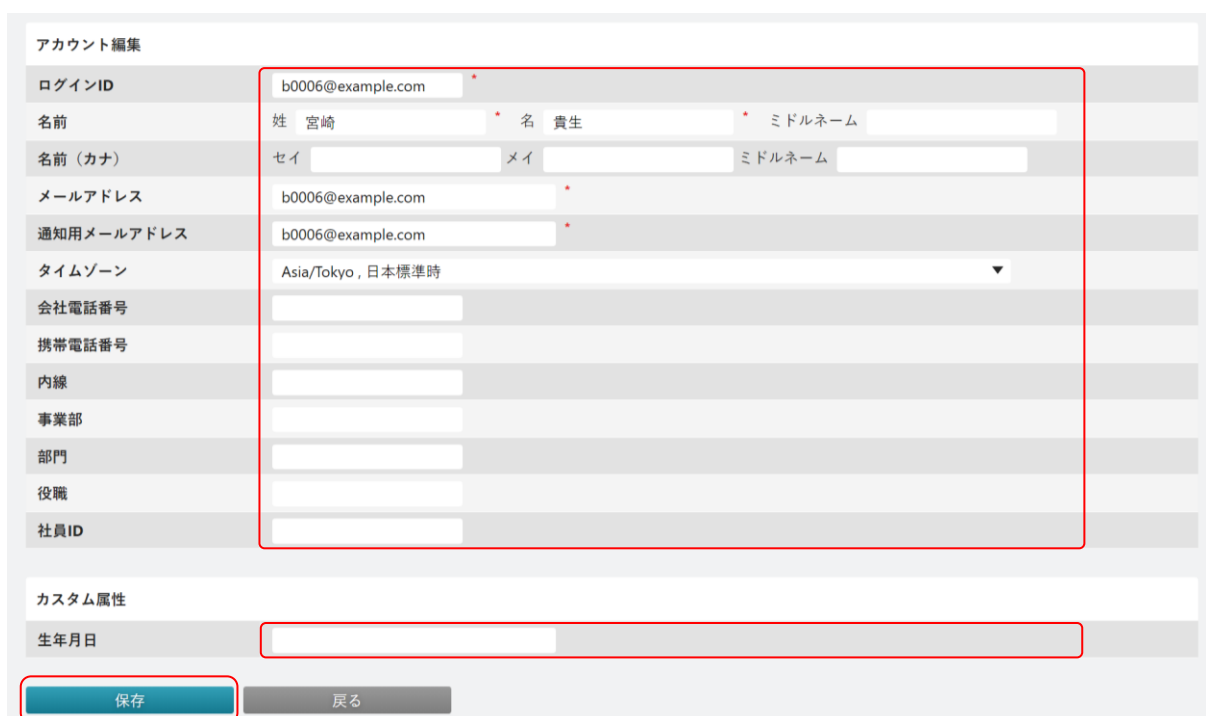 アカウント編集
ログインID b0006@example.com *
名前 姓 宮崎 * 名 貴生 * ミドルネーム
名前（カナ） セイ メイ ミドルネーム
メールアドレス b0006@example.com *
通知用メールアドレス b0006@example.com *
タイムゾーン Asia/Tokyo , 日本標準時 ▼
会社電話番号
携帯電話番号
内線
事業部
部門
役職
社員ID
カスタム属性
生年月日
保存 戻る